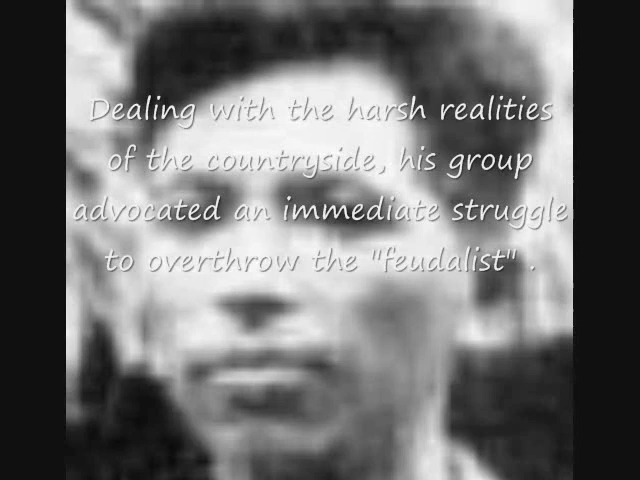 Dealing with the harsh realities
of the countryside, his group
advocated an immediate struggle
to overthrow the "feudalist" .